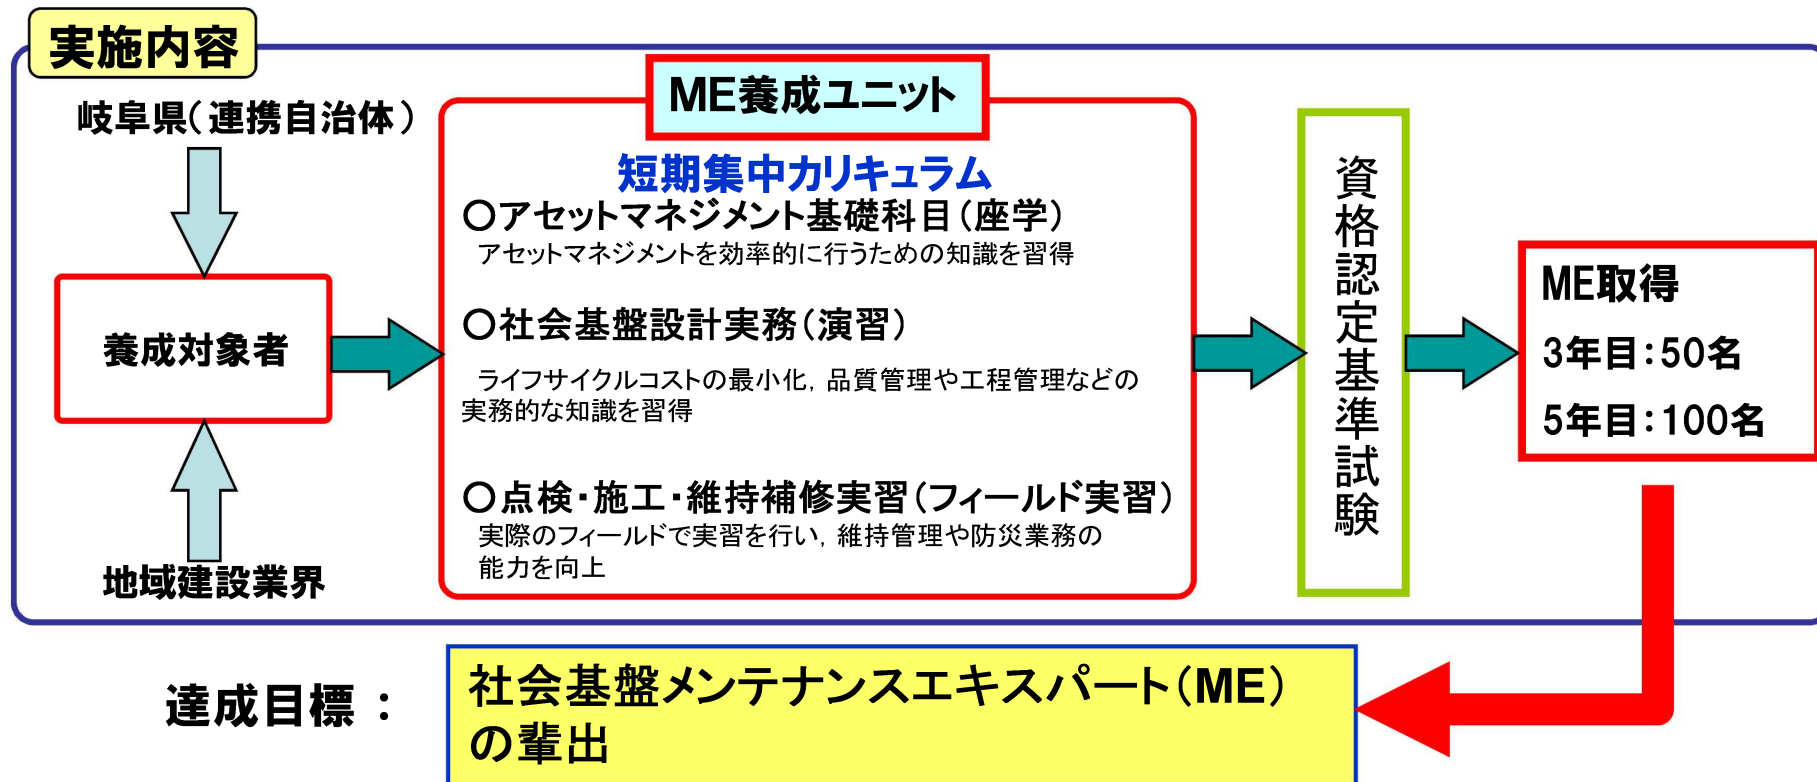 実施内容
岐阜県(連携自治体)
養成対象者
地域建設業界
ME養成ユニット
短期集中カリキュラム
○アセットマネジメント基礎科目(座学)
アセットマネジメントを効率的に行うための知識を習得
○社会基盤設計実務(演習)
ライフサイクルコストの最小化, 品質管理や工程管理などの
実務的な知識を習得
○点検・施工・維持補修実習(フィールド実習)
実際のフィールドで実習を行い, 維持管理や防災業務の
能力を向上
資格認定基準試験
ME取得
3年目:50名
5年目:100名
達成目標 :
社会基盤メンテナンスエキスパート(ME)
の輩出